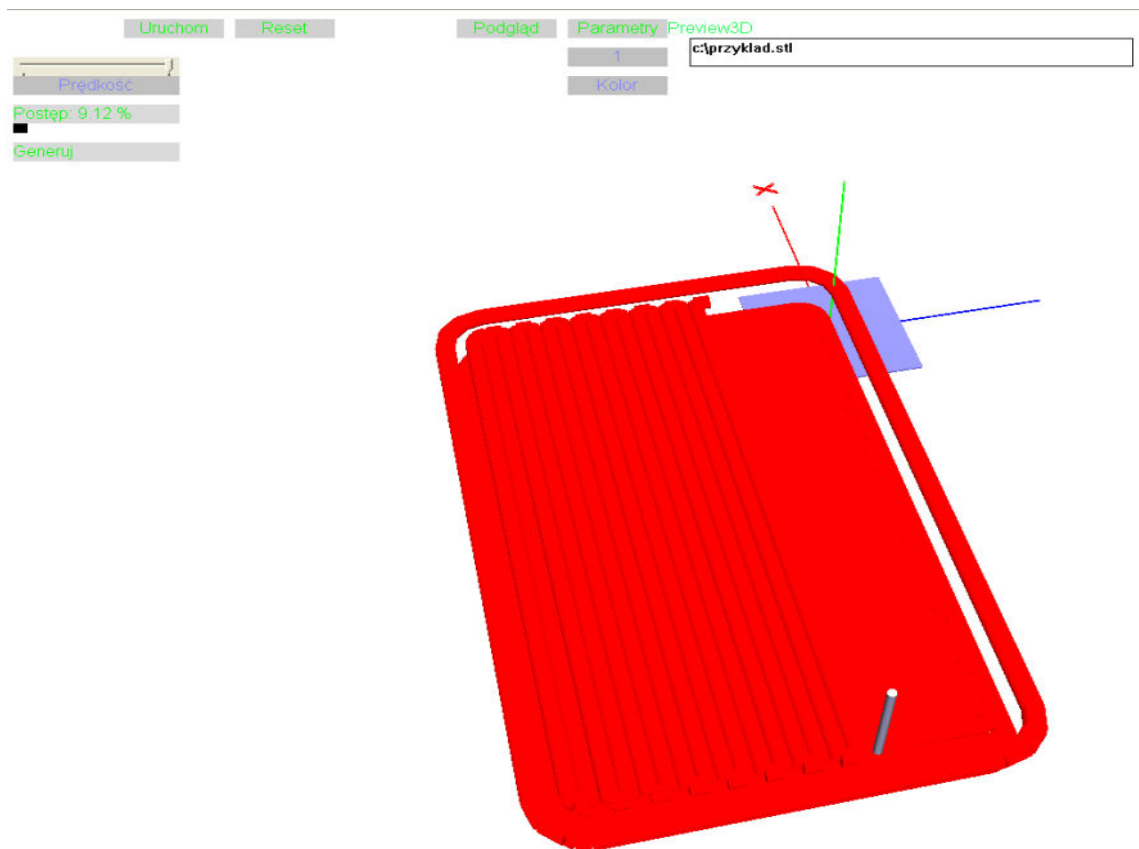 Uruchom Reset Podgląd Parametry Preview3D
1 c:\przyklad.stl
Prędkość Kolor
Postęp: 9.12 %
Generuj
X